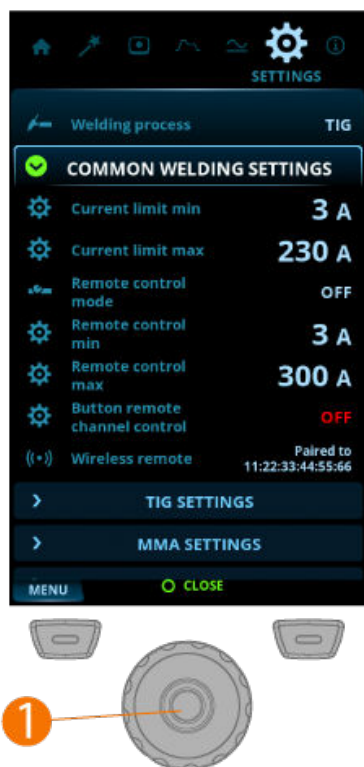 SETTINGS
Welding process TIG
COMMON WELDING SETTINGS
Current limit min 3 A
Current limit max 230 A
Remote control
mode OFF
Remote control
min 3 A
Remote control
max 300 A
Button remote
channel control OFF
Wireless remote Paired to
11:22:33:44:55:66
TIG SETTINGS
MMA SETTINGS
MENU CLOSE
1